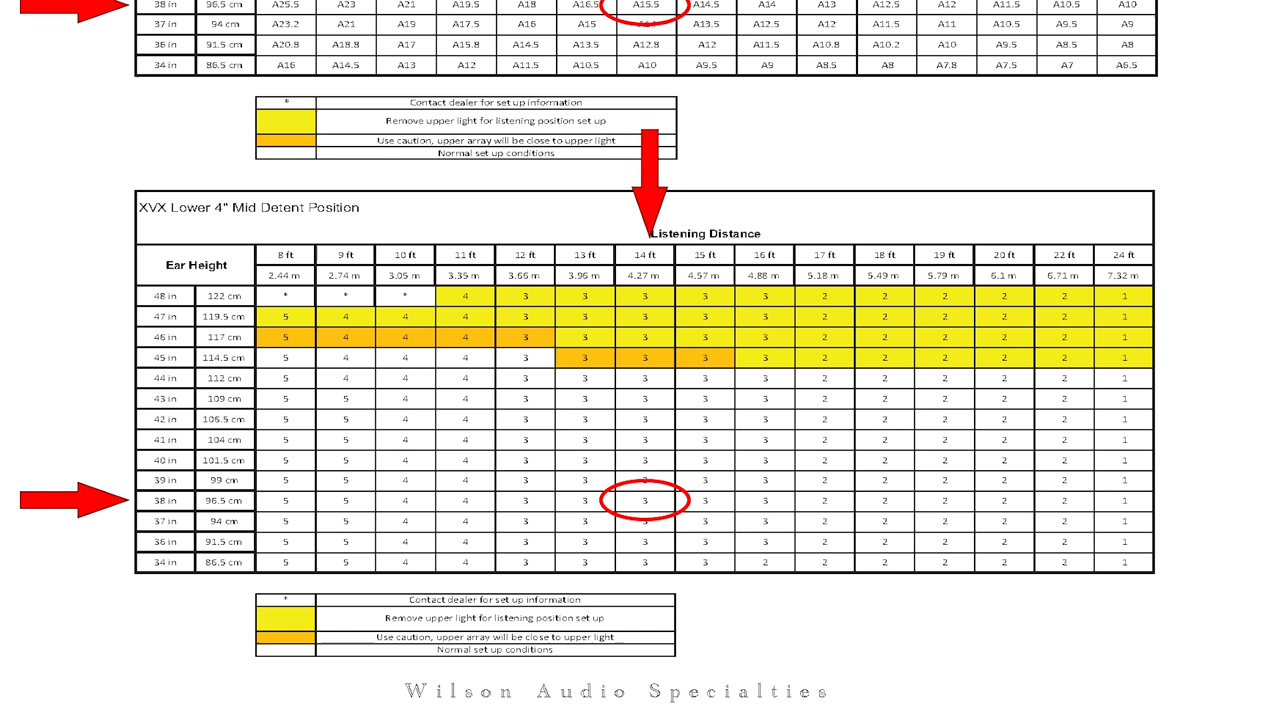 38 in 96.5 cm A25.5 A23 A21 A19.5 A18 A16.5 A15.5 A14.5 A14 A13 A12.5 A12 A11.5 A10.5 A10
37 in 94 cm A23.2 A21 A19 A17.5 A16 A15 A14 A13.5 A12.5 A12 A11.5 A11 A10.5 A9.5 A9
36 in 91.5 cm A20.8 A18.8 A17 A15.8 A14.5 A13.5 A12.8 A12 A11.5 A10.8 A10.2 A10 A9.5 A8.5 A8
34 in 86.5 cm A16 A14.5 A13 A12 A11.5 A10.5 A10 A9.5 A9 A8.5 A8 A7.8 A7.5 A7 A6.5
* Contact dealer for set up information
Remove upper light for listening position set up
Use caution, upper array will be close to upper light
Normal set up conditions
XVX Lower 4" Mid Detent Position
Listening Distance
Ear Height 8 ft 9 ft 10 ft 11 ft 12 ft 13 ft 14 ft 15 ft 16 ft 17 ft 18 ft 19 ft 20 ft 22 ft 24 ft
2.44 m 2.74 m 3.05 m 3.35 m 3.66 m 3.96 m 4.27 m 4.57 m 4.88 m 5.18 m 5.49 m 5.79 m 6.1 m 6.71 m 7.32 m
48 in 122 cm * * * 4 3 3 3 3 3 2 2 2 2 2 1
47 in 119.5 cm 5 4 4 4 3 3 3 3 3 2 2 2 2 2 1
46 in 117 cm 5 4 4 4 3 3 3 3 3 2 2 2 2 2 1
45 in 114.5 cm 5 4 4 4 3 3 3 3 3 2 2 2 2 2 1
44 in 112 cm 5 4 4 4 3 3 3 3 3 2 2 2 2 2 1
43 in 109 cm 5 5 4 4 3 3 3 3 3 2 2 2 2 2 1
42 in 106.5 cm 5 5 4 4 3 3 3 3 3 2 2 2 2 2 1
41 in 104 cm 5 5 4 4 3 3 3 3 3 2 2 2 2 2 1
40 in 101.5 cm 5 5 4 4 3 3 3 3 3 2 2 2 2 2 1
39 in 99 cm 5 5 4 4 3 3 3 3 3 2 2 2 2 2 1
38 in 96.5 cm 5 5 4 4 3 3 3 3 3 2 2 2 2 2 1
37 in 94 cm 5 5 4 4 3 3 3 3 3 2 2 2 2 2 1
36 in 91.5 cm 5 5 4 4 3 3 3 3 3 2 2 2 2 2 1
34 in 86.5 cm 5 5 4 4 3 3 3 3 2 2 2 2 2 2 1
* Contact dealer for set up information
Remove upper light for listening position set up
Use caution, upper array will be close to upper light
Normal set up conditions
Wilson Audio Specialties